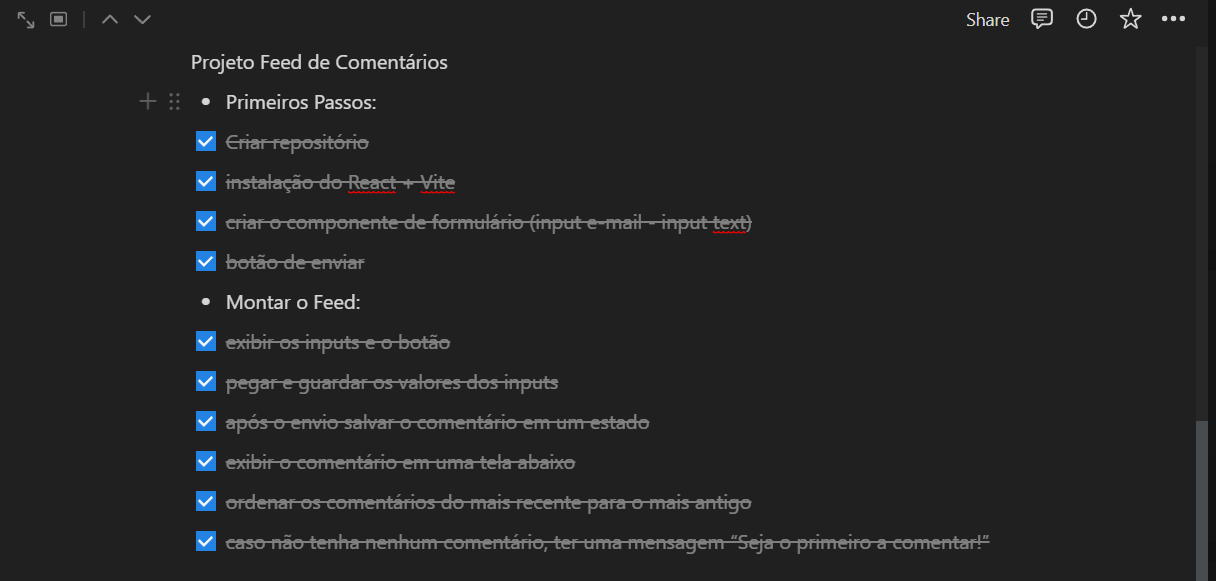 Share
Projeto Feed de Comentários
Primeiros Passos:
Criar repositório
instalação do React + Vite
criar o componente de formulário (input e-mail - input text)
botão de enviar
Montar o Feed:
exibir os inputs e o botão
pegar e guardar os valores dos inputs
após o envio salvar o comentário em um estado
exibir o comentário em uma tela abaixo
ordenar os comentários do mais recente para o mais antigo
caso não tenha nenhum comentário, ter uma mensagem “Seja o primeiro a comentar!”